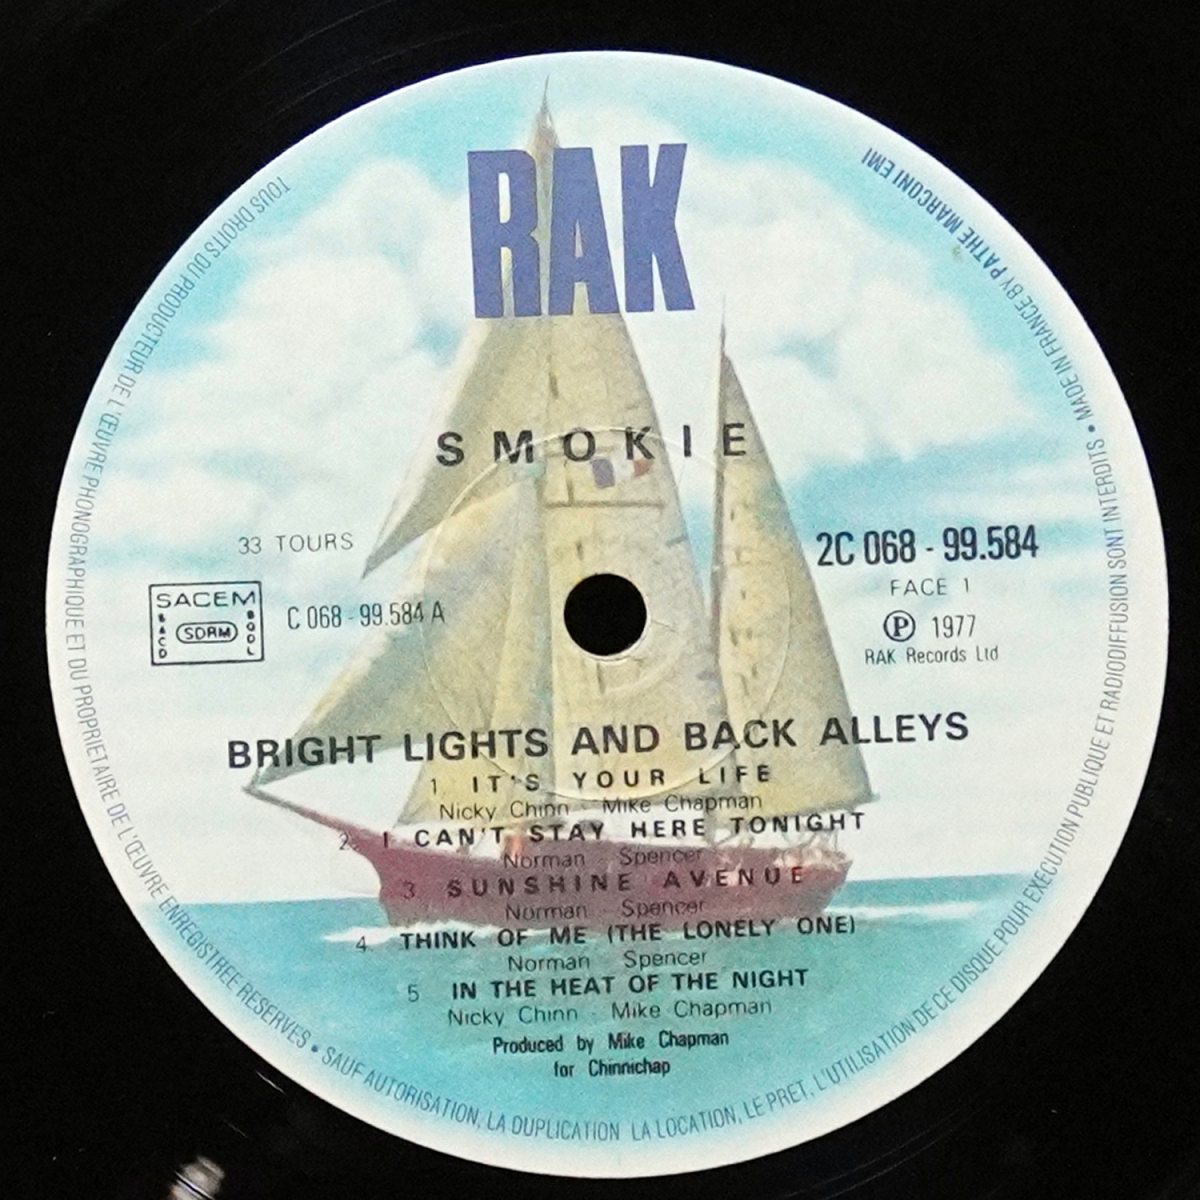 RAK
SMOKIE
33 TOURS
SACEM
SACD
SDRM
SGDL
C 068 - 99.584 A
2C 068 - 99.584
FACE 1
Ⓟ 1977
RAK Records Ltd
BRIGHT LIGHTS AND BACK ALLEYS
1 IT'S YOUR LIFE
Nicky Chinn - Mike Chapman
2 I CAN'T STAY HERE TONIGHT
Norman - Spencer
3 SUNSHINE AVENUE
Norman - Spencer
4 THINK OF ME (THE LONELY ONE)
Norman - Spencer
5 IN THE HEAT OF THE NIGHT
Nicky Chinn - Mike Chapman
Produced by Mike Chapman
for Chinnichap
TOUS DROITS DU PRODUCTEUR DE L'ŒUVRE PHONOGRAPHIQUE ET DU PROPRIETAIRE DE L'ŒUVRE ENREGISTREE RESERVES • SAUF AUTORISATION, LA DUPLICATION LA LOCATION, LE PRET, L'UTILISATION DE CE DISQUE POUR EXECUTION PUBLIQUE ET RADIODIFFUSION SONT INTERDITS • MADE IN FRANCE BY PATHE MARCONI EMI